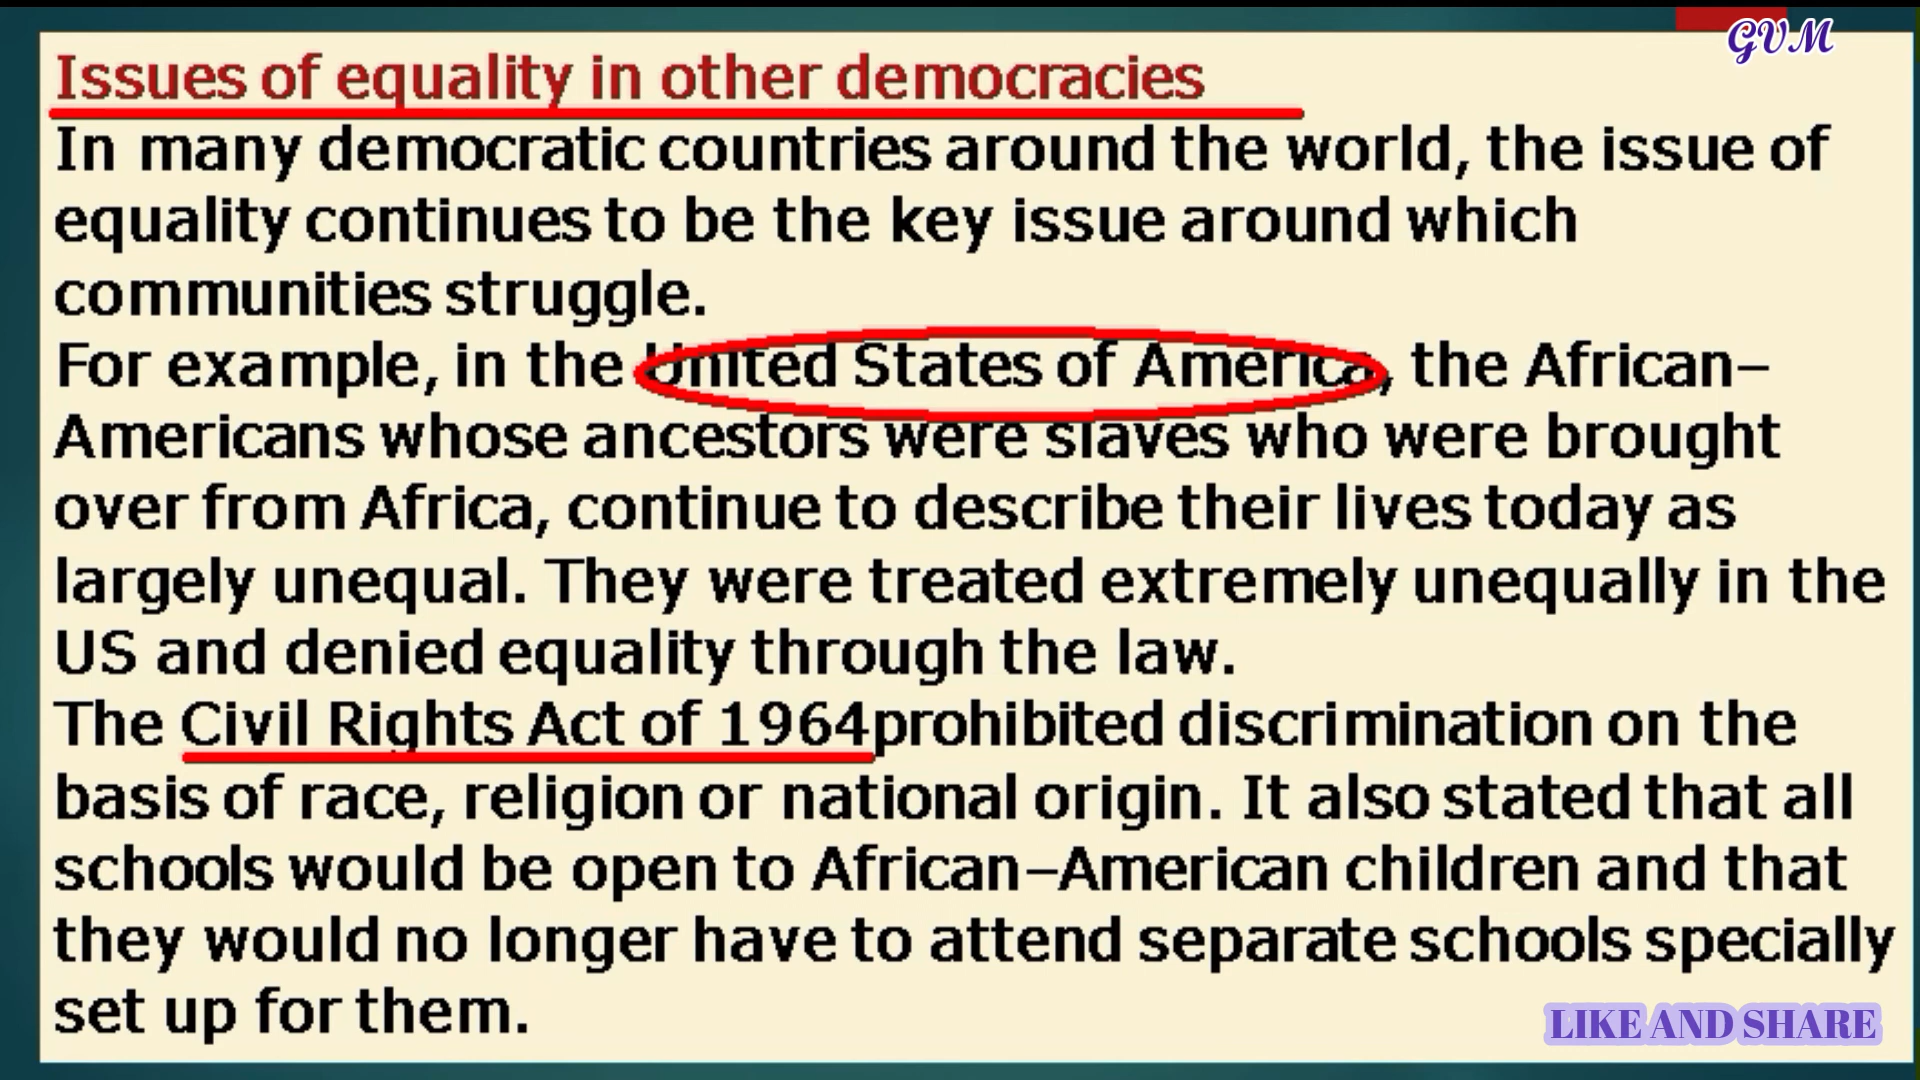 GVM
Issues of equality in other democracies
In many democratic countries around the world, the issue of
equality continues to be the key issue around which
communities struggle.
For example, in the United States of America, the African–
Americans whose ancestors were slaves who were brought
over from Africa, continue to describe their lives today as
largely unequal. They were treated extremely unequally in the
US and denied equality through the law.
The Civil Rights Act of 1964prohibited discrimination on the
basis of race, religion or national origin. It also stated that all
schools would be open to African–American children and that
they would no longer have to attend separate schools specially
set up for them.
LIKE AND SHARE